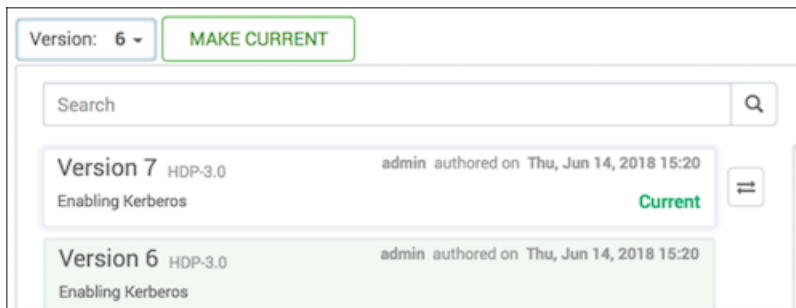 Version: 6 MAKE CURRENT
Search
Version 7 HDP-3.0 admin authored on Thu, Jun 14, 2018 15:20
Enabling Kerberos Current
Version 6 HDP-3.0 admin authored on Thu, Jun 14, 2018 15:20
Enabling Kerberos